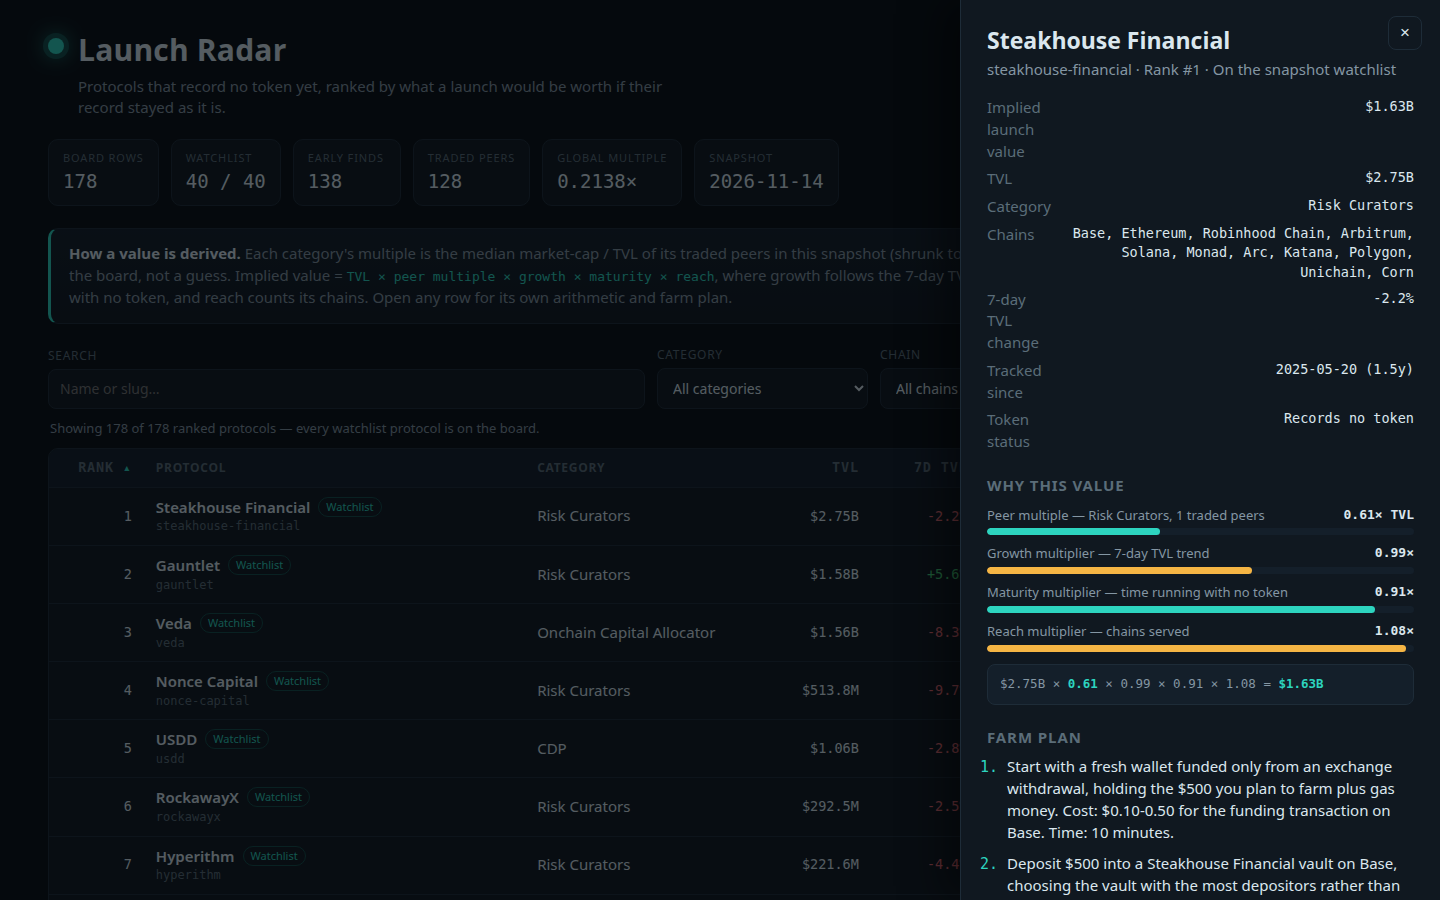 Launch Radar
Protocols that record no token yet, ranked by what a launch would be worth if their
record stayed as it is.
BOARD ROWS
178
WATCHLIST
40 / 40
EARLY FINDS
138
TRADED PEERS
128
GLOBAL MULTIPLE
0.2138×
SNAPSHOT
2026-11-14
How a value is derived. Each category's multiple is the median market-cap / TVL of its traded peers in this snapshot (shrunk to
the board, not a guess. Implied value = TVL × peer multiple × growth × maturity × reach, where growth follows the 7-day TV
with no token, and reach counts its chains. Open any row for its own arithmetic and farm plan.
SEARCH
CATEGORY
CHAIN
Name or slug…
All categories
All chains
Showing 178 of 178 ranked protocols — every watchlist protocol is on the board.
RANK ▲ PROTOCOL CATEGORY TVL 7D TV
1 Steakhouse Financial Watchlist Risk Curators $2.75B -2.2
steakhouse-financial
2 Gauntlet Watchlist Risk Curators $1.58B +5.6
gauntlet
3 Veda Watchlist Onchain Capital Allocator $1.56B -8.3
veda
4 Nonce Capital Watchlist Risk Curators $513.8M -9.7
nonce-capital
5 USDD Watchlist CDP $1.06B -2.8
usdd
6 RockawayX Watchlist Risk Curators $292.5M -2.5
rockawayx
7 Hyperithm Watchlist Risk Curators $221.6M -4.4
hyperithm
Steakhouse Financial
×
steakhouse-financial · Rank #1 · On the snapshot watchlist
Implied $1.63B
launch
value
TVL $2.75B
Category Risk Curators
Chains Base, Ethereum, Robinhood Chain, Arbitrum,
Solana, Monad, Arc, Katana, Polygon,
Unichain, Corn
7-day -2.2%
TVL
change
Tracked 2025-05-20 (1.5y)
since
Token Records no token
status
WHY THIS VALUE
Peer multiple — Risk Curators, 1 traded peers 0.61× TVL
Growth multiplier — 7-day TVL trend 0.99×
Maturity multiplier — time running with no token 0.91×
Reach multiplier — chains served 1.08×
$2.75B × 0.61 × 0.99 × 0.91 × 1.08 = $1.63B
FARM PLAN
1. Start with a fresh wallet funded only from an exchange
withdrawal, holding the $500 you plan to farm plus gas
money. Cost: $0.10-0.50 for the funding transaction on
Base. Time: 10 minutes.
2. Deposit $500 into a Steakhouse Financial vault on Base,
choosing the vault with the most depositors rather than